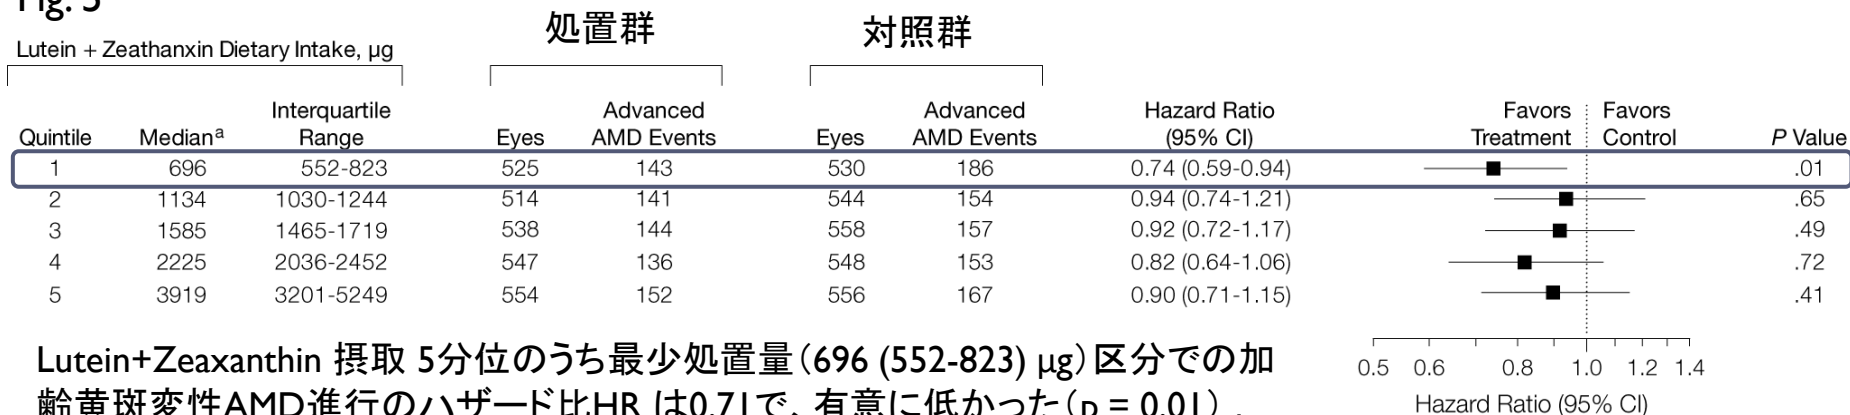 Fig. 3
処置群 対照群
Lutein + Zeathanxin Dietary Intake, µg
Quintile Medianᵃ Interquartile Range Eyes Advanced AMD Events Eyes Advanced AMD Events Hazard Ratio (95% CI) Favors Treatment Favors Control P Value
1 696 552-823 525 143 530 186 0.74 (0.59-0.94) .01
2 1134 1030-1244 514 141 544 154 0.94 (0.74-1.21) .65
3 1585 1465-1719 538 144 558 157 0.92 (0.72-1.17) .49
4 2225 2036-2452 547 136 548 153 0.82 (0.64-1.06) .72
5 3919 3201-5249 554 152 556 167 0.90 (0.71-1.15) .41
0.5 0.6 0.8 1.0 1.2 1.4
Hazard Ratio (95% CI)
Lutein+Zeaxanthin 摂取 5分位のうち最少処置量（696 (552-823) µg）区分での加
齢黄斑変性AMD進行のハザード比HR は0.71で、有意に低かった（p = 0.01）.